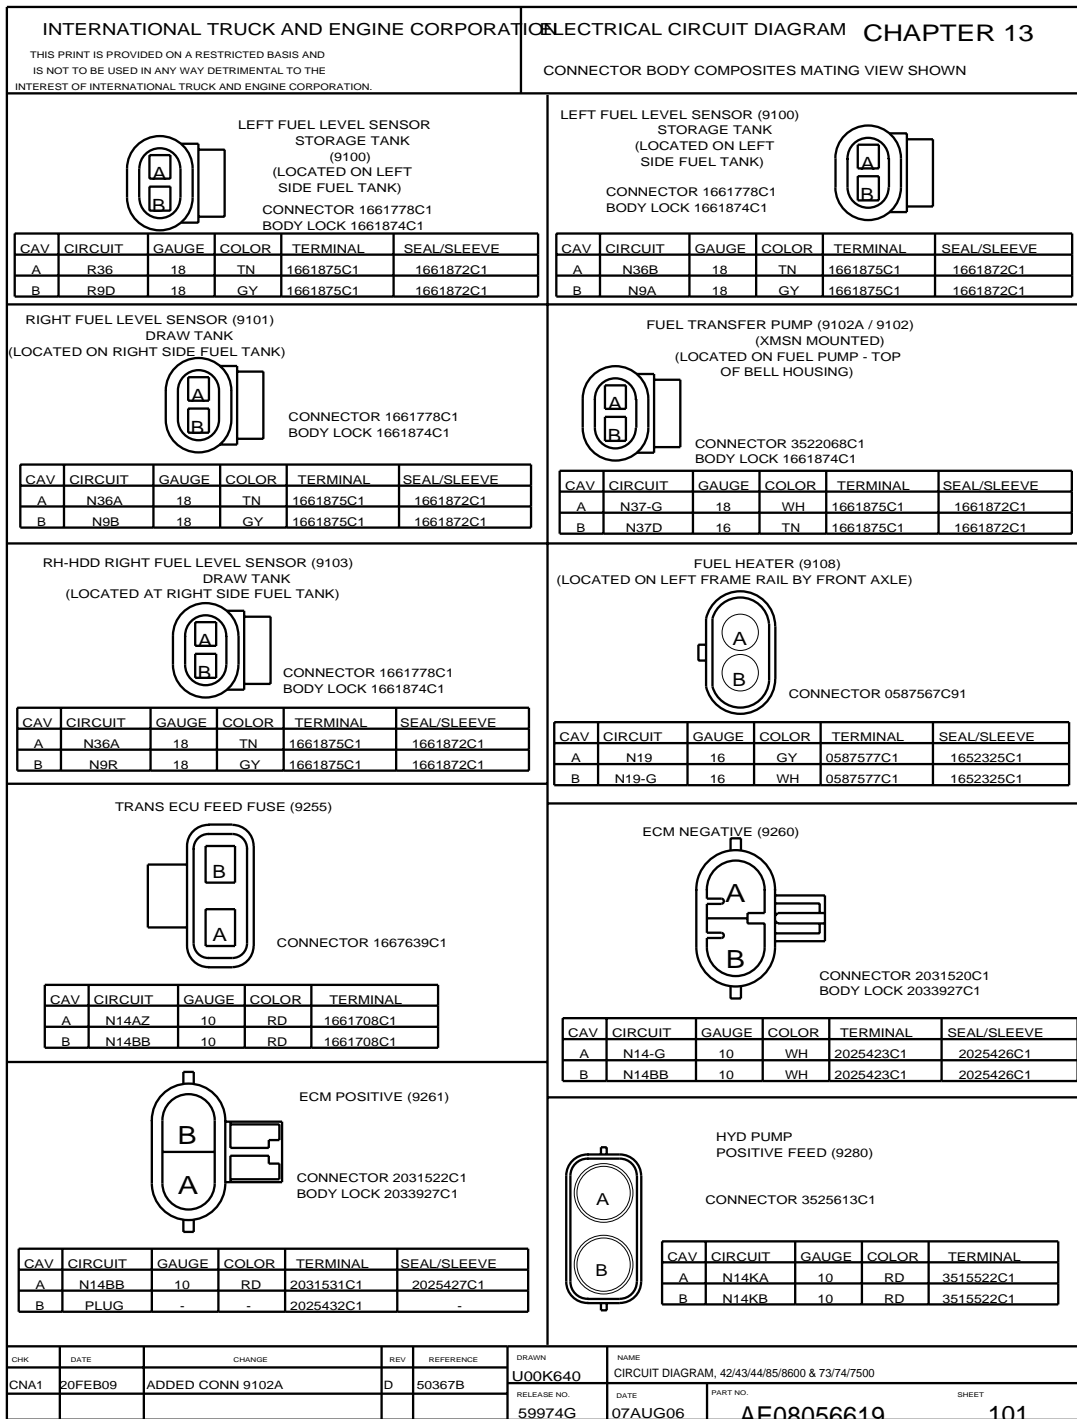 INTERNATIONAL TRUCK AND ENGINE CORPORATION
THIS PRINT IS PROVIDED ON A RESTRICTED BASIS AND
IS NOT TO BE USED IN ANY WAY DETRIMENTAL TO THE
INTEREST OF INTERNATIONAL TRUCK AND ENGINE CORPORATION.
ELECTRICAL CIRCUIT DIAGRAM CHAPTER 13
CONNECTOR BODY COMPOSITES MATING VIEW SHOWN
LEFT FUEL LEVEL SENSOR
STORAGE TANK
(9100)
(LOCATED ON LEFT
SIDE FUEL TANK)
A
B
CONNECTOR 1661778C1
BODY LOCK 1661874C1
CAV CIRCUIT GAUGE COLOR TERMINAL SEAL/SLEEVE
A R36 18 TN 1661875C1 1661872C1
B R9D 18 GY 1661875C1 1661872C1
LEFT FUEL LEVEL SENSOR (9100)
STORAGE TANK
(LOCATED ON LEFT
SIDE FUEL TANK)
A
B
CONNECTOR 1661778C1
BODY LOCK 1661874C1
CAV CIRCUIT GAUGE COLOR TERMINAL SEAL/SLEEVE
A N36B 18 TN 1661875C1 1661872C1
B N9A 18 GY 1661875C1 1661872C1
RIGHT FUEL LEVEL SENSOR (9101)
DRAW TANK
(LOCATED ON RIGHT SIDE FUEL TANK)
A
B
CONNECTOR 1661778C1
BODY LOCK 1661874C1
CAV CIRCUIT GAUGE COLOR TERMINAL SEAL/SLEEVE
A N36A 18 TN 1661875C1 1661872C1
B N9B 18 GY 1661875C1 1661872C1
FUEL TRANSFER PUMP (9102A / 9102)
(XMSN MOUNTED)
(LOCATED ON FUEL PUMP - TOP
OF BELL HOUSING)
A
B
CONNECTOR 3522068C1
BODY LOCK 1661874C1
CAV CIRCUIT GAUGE COLOR TERMINAL SEAL/SLEEVE
A N37-G 18 WH 1661875C1 1661872C1
B N37D 16 TN 1661875C1 1661872C1
RH-HDD RIGHT FUEL LEVEL SENSOR (9103)
DRAW TANK
(LOCATED AT RIGHT SIDE FUEL TANK)
A
B
CONNECTOR 1661778C1
BODY LOCK 1661874C1
CAV CIRCUIT GAUGE COLOR TERMINAL SEAL/SLEEVE
A N36A 18 TN 1661875C1 1661872C1
B N9R 18 GY 1661875C1 1661872C1
FUEL HEATER (9108)
(LOCATED ON LEFT FRAME RAIL BY FRONT AXLE)
A
B
CONNECTOR 0587567C91
CAV CIRCUIT GAUGE COLOR TERMINAL SEAL/SLEEVE
A N19 16 GY 0587577C1 1652325C1
B N19-G 16 WH 0587577C1 1652325C1
TRANS ECU FEED FUSE (9255)
B
A
CONNECTOR 1667639C1
CAV CIRCUIT GAUGE COLOR TERMINAL
A N14AZ 10 RD 1661708C1
B N14BB 10 RD 1661708C1
ECM NEGATIVE (9260)
A
B
CONNECTOR 2031520C1
BODY LOCK 2033927C1
CAV CIRCUIT GAUGE COLOR TERMINAL SEAL/SLEEVE
A N14-G 10 WH 2025423C1 2025426C1
B N14BB 10 WH 2025423C1 2025426C1
ECM POSITIVE (9261)
B
A
CONNECTOR 2031522C1
BODY LOCK 2033927C1
CAV CIRCUIT GAUGE COLOR TERMINAL SEAL/SLEEVE
A N14BB 10 RD 2031531C1 2025427C1
B PLUG - - 2025432C1 -
HYD PUMP
POSITIVE FEED (9280)
A
B
CONNECTOR 3525613C1
CAV CIRCUIT GAUGE COLOR TERMINAL
A N14KA 10 RD 3515522C1
B N14KB 10 RD 3515522C1
CHK DATE CHANGE REV REFERENCE
CNA1 20FEB09 ADDED CONN 9102A D 50367B
DRAWN
U00K640
NAME
CIRCUIT DIAGRAM, 42/43/44/85/8600 & 73/74/7500
RELEASE NO. DATE PART NO. SHEET
59974G 07AUG06 AE08056619 101